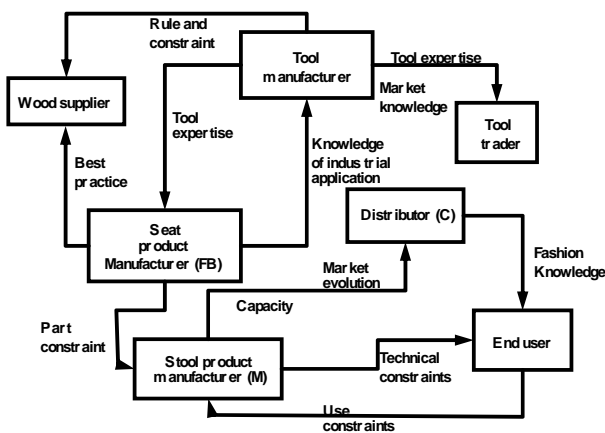 Rule and
constraint
Tool
manufacturer
Tool expertise
Market
knowledge
Wood supplier
Tool
trader
Tool
expertise
Knowledge
of industrial
application
Best
practice
Seat
product
Manufacturer (FB)
Distributor (C)
Fashion
Knowledge
Market
evolution
Capacity
Part
constraint
Stool product
manufacturer (M)
Technical
constraints
End user
Use
constraints